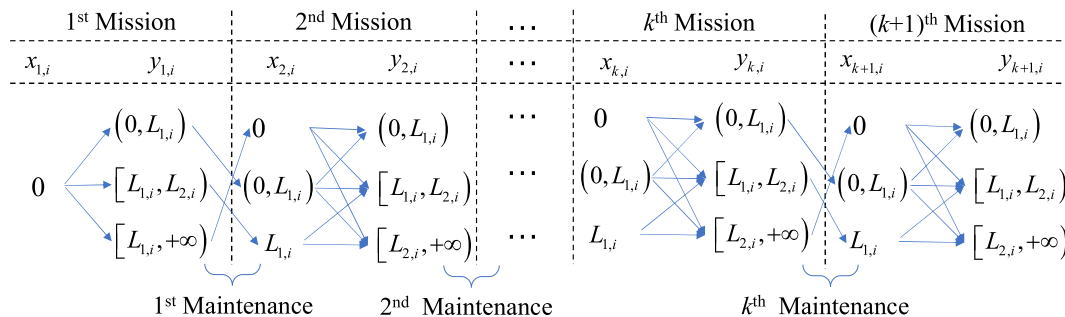 1st Mission 2nd Mission ⋯ kth Mission (k+1)th Mission
x1,i y1,i x2,i y2,i ⋯ xk,i yk,i xk+1,i yk+1,i
(0, L1,i) 0 (0, L1,i) ⋯ 0 (0, L1,i) 0 (0, L1,i)
0 [L1,i, L2,i) (0, L1,i) [L1,i, L2,i) ⋯ (0, L1,i) [L1,i, L2,i) (0, L1,i) [L1,i, L2,i)
[L1,i, +∞) L1,i [L2,i, +∞) ⋯ L1,i [L2,i, +∞) L1,i [L2,i, +∞)
1st Maintenance 2nd Maintenance kth Maintenance